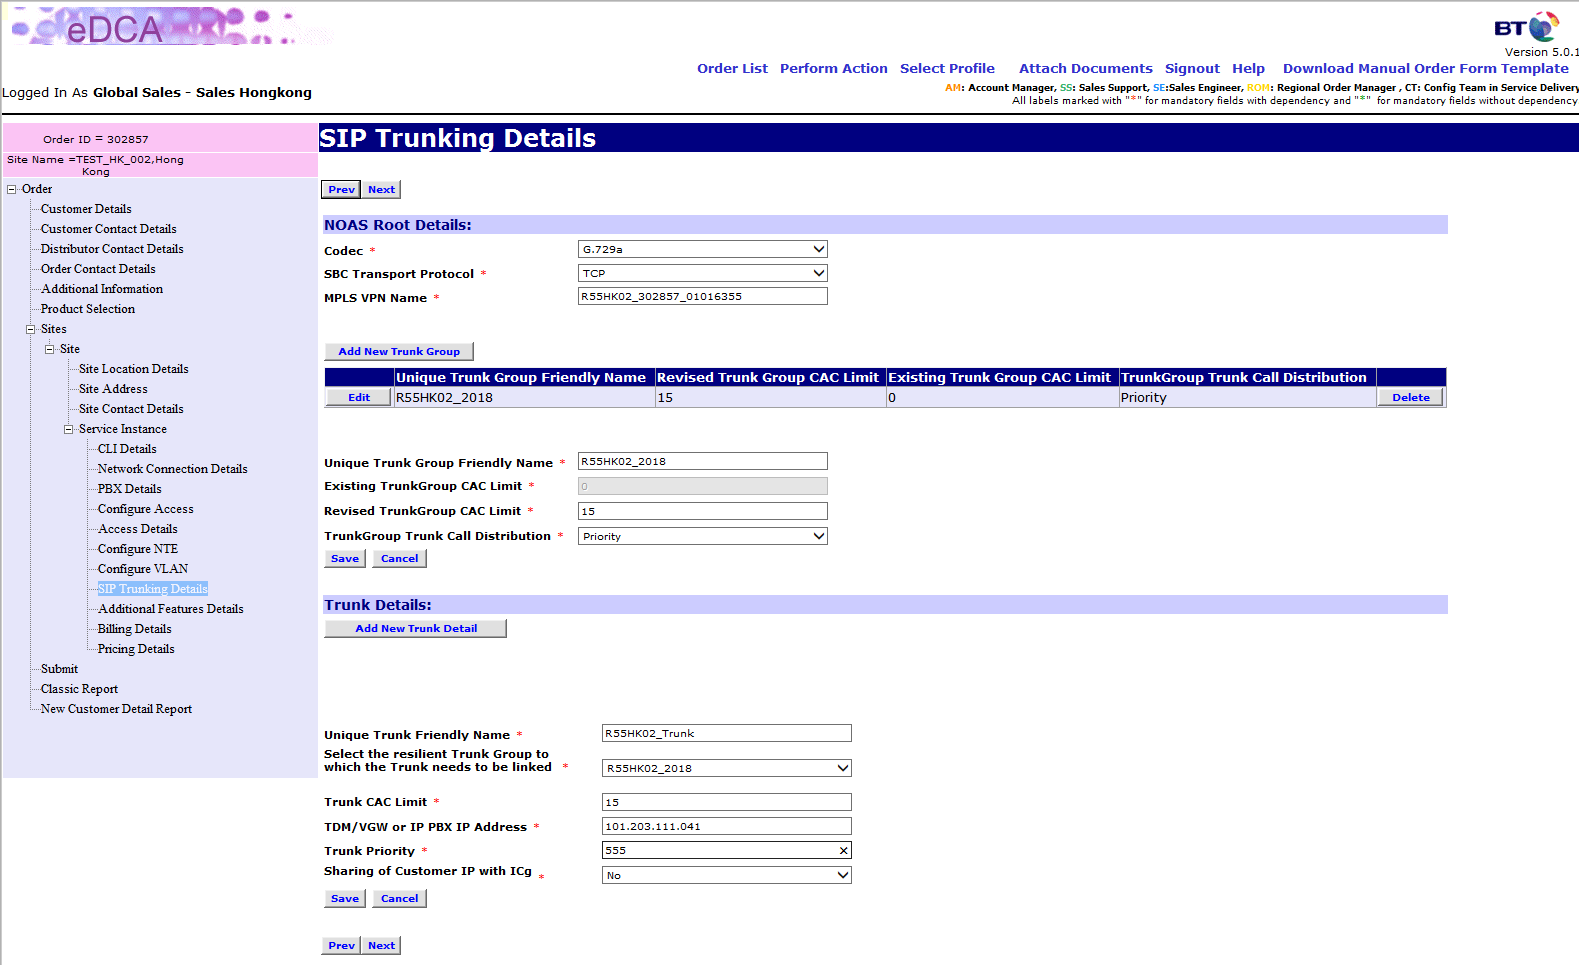 eDCA
BT
Version 5.0.1
Order List Perform Action Select Profile Attach Documents Signout Help Download Manual Order Form Template
Logged In As Global Sales - Sales Hongkong
AM: Account Manager, SS: Sales Support, SE:Sales Engineer, ROM: Regional Order Manager , CT: Config Team in Service Delivery
All labels marked with "*" for mandatory fields with dependency and "*" for mandatory fields without dependency
Order ID = 302857
Site Name =TEST_HK_002,Hong
Kong
Order
Customer Details
Customer Contact Details
Distributor Contact Details
Order Contact Details
Additional Information
Product Selection
Sites
Site
Site Location Details
Site Address
Site Contact Details
Service Instance
CLI Details
Network Connection Details
PBX Details
Configure Access
Access Details
Configure NTE
Configure VLAN
SIP Trunking Details
Additional Features Details
Billing Details
Pricing Details
Submit
Classic Report
New Customer Detail Report
SIP Trunking Details
Prev Next
NOAS Root Details:
Codec * G.729a
SBC Transport Protocol * TCP
MPLS VPN Name * R55HK02_302857_01016355
Add New Trunk Group
Unique Trunk Group Friendly Name Revised Trunk Group CAC Limit Existing Trunk Group CAC Limit TrunkGroup Trunk Call Distribution
Edit R55HK02_2018 15 0 Priority Delete
Unique Trunk Group Friendly Name * R55HK02_2018
Existing TrunkGroup CAC Limit * 0
Revised TrunkGroup CAC Limit * 15
TrunkGroup Trunk Call Distribution * Priority
Save Cancel
Trunk Details:
Add New Trunk Detail
Unique Trunk Friendly Name * R55HK02_Trunk
Select the resilient Trunk Group to
which the Trunk needs to be linked * R55HK02_2018
Trunk CAC Limit * 15
TDM/VGW or IP PBX IP Address * 101.203.111.041
Trunk Priority * 555
Sharing of Customer IP with ICg * No
Save Cancel
Prev Next